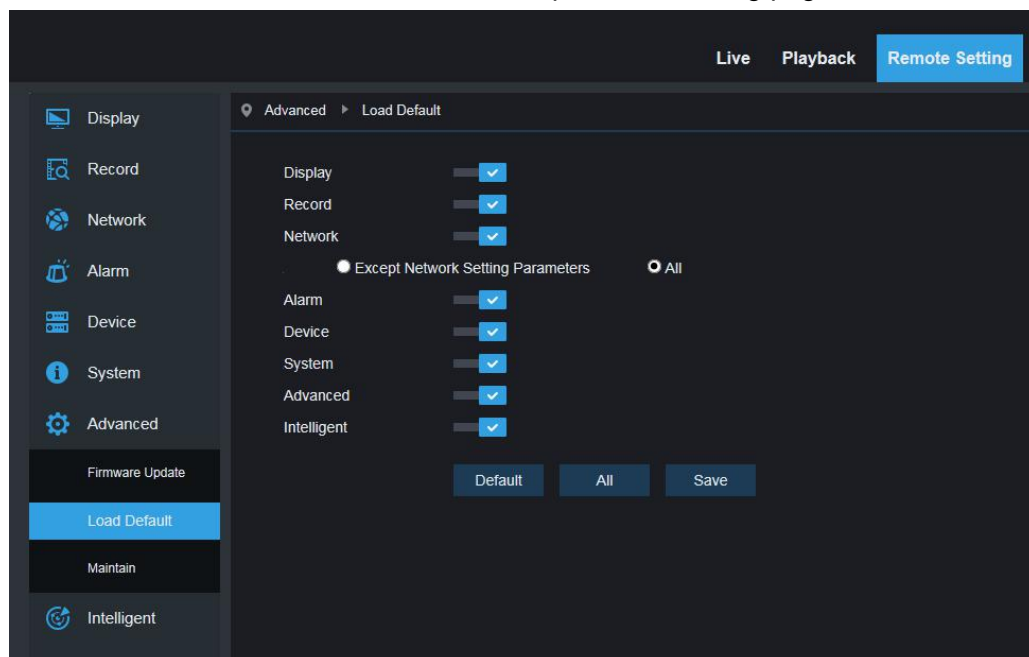 Live Playback Remote Setting
Display
Record
Network
Alarm
Device
System
Advanced
Firmware Update
Load Default
Maintain
Intelligent
Advanced Load Default
Display
Record
Network
Except Network Setting Parameters All
Alarm
Device
System
Advanced
Intelligent
Default All Save